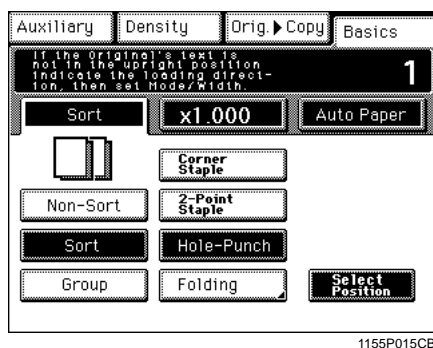 Auxiliary Density Orig.▶Copy Basics
If the Original's text is
not in the upright position
indicate the loading direct-
ion, then set Mode/Width.
1
Sort x1.000 Auto Paper
Corner
Staple
Non-Sort
2-Point
Staple
Sort Hole-Punch
Group Folding
Select
Position
1155P015CB